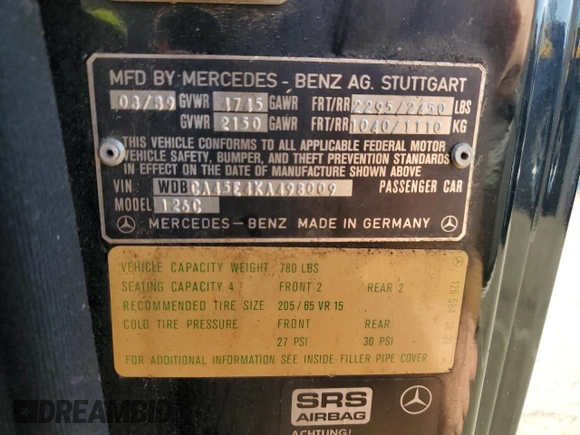 MFD BY MERCEDES - BENZ AG. STUTTGART
03/89 GVWR 4745 GAWR FRT/RR 2295/2450 LBS
GVWR 2150 GAWR FRT/RR 1040/1110 KG
THIS VEHICLE CONFORMS TO ALL APPLICABLE FEDERAL MOTOR
VEHICLE SAFETY, BUMPER, AND THEFT PREVENTION STANDARDS
IN EFFECT ON THE DATE OF MANUFACTURE SHOWN ABOVE
VIN: WDBCA45E4KA498009 PASSENGER CAR
MODEL 126C
MERCEDES-BENZ MADE IN GERMANY
VEHICLE CAPACITY WEIGHT 780 LBS
SEATING CAPACITY 4 FRONT 2 REAR 2
RECOMMENDED TIRE SIZE 205 / 65 VR 15
COLD TIRE PRESSURE FRONT REAR
27 PSI 30 PSI
FOR ADDITIONAL INFORMATION SEE INSIDE FILLER PIPE COVER
126 584
SRS
AIRBAG
ACHTUNG!
DREAMBID